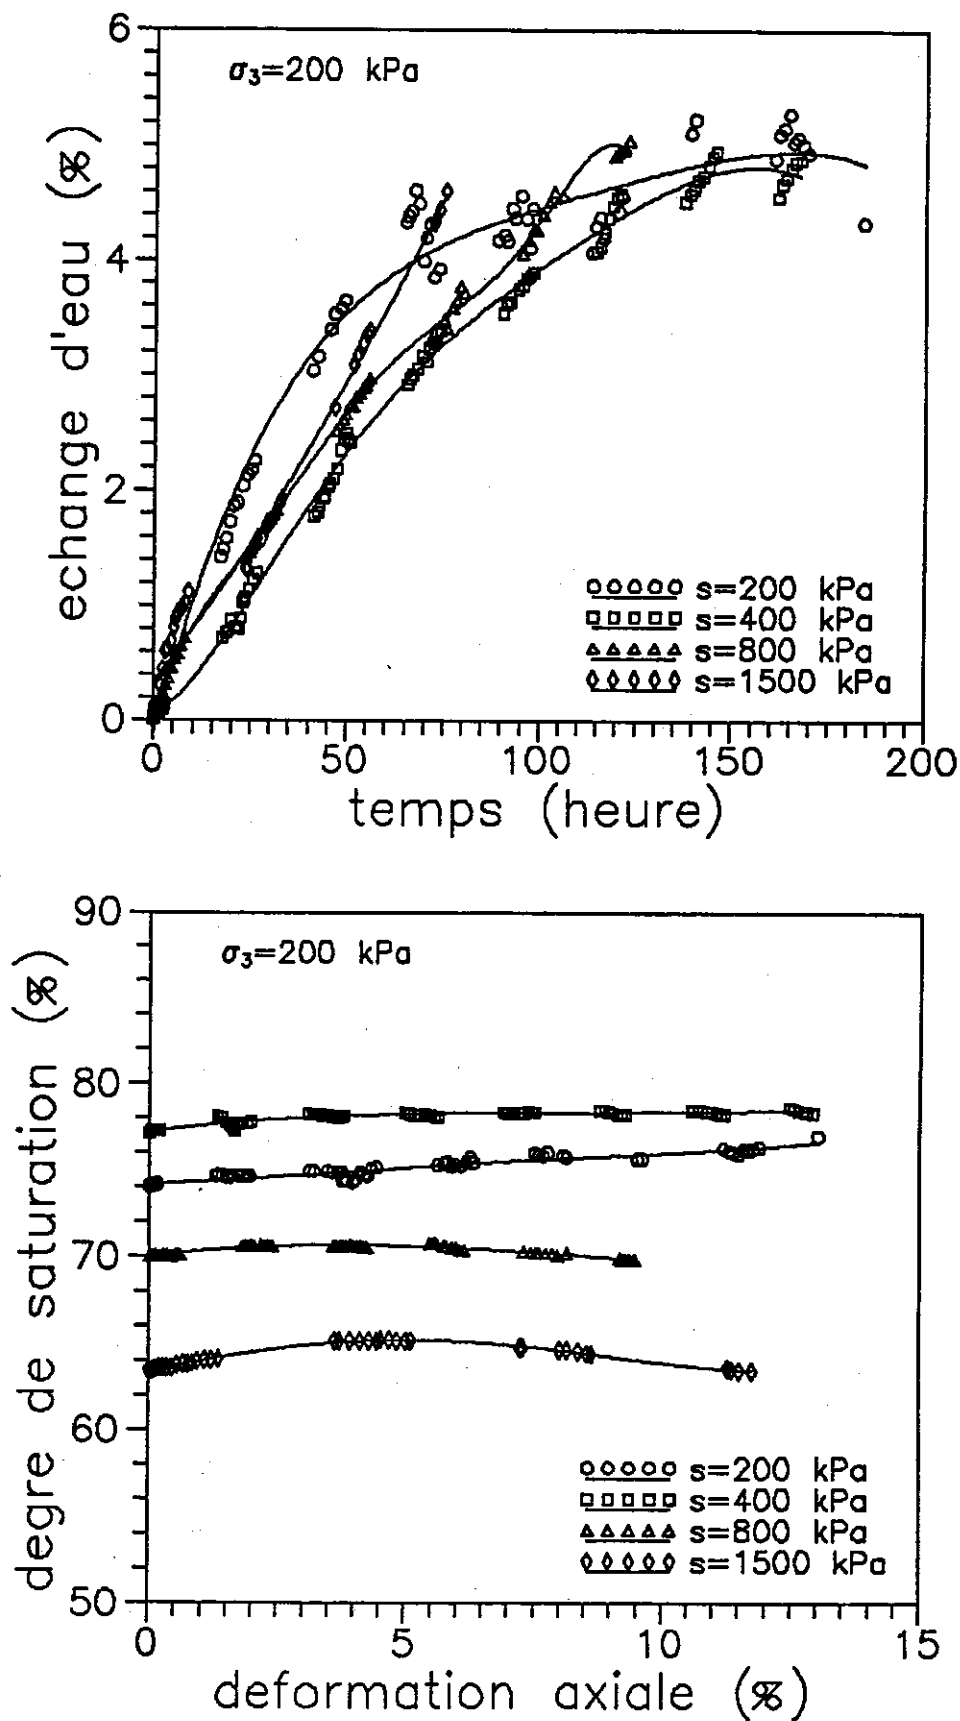 6
σ₃=200 kPa
echange d'eau (%)
4
2
0
s=200 kPa
s=400 kPa
s=800 kPa
s=1500 kPa
0 50 100 150 200
temps (heure)
90
σ₃=200 kPa
degre de saturation (%)
80
70
60
50
s=200 kPa
s=400 kPa
s=800 kPa
s=1500 kPa
0 5 10 15
deformation axiale (%)